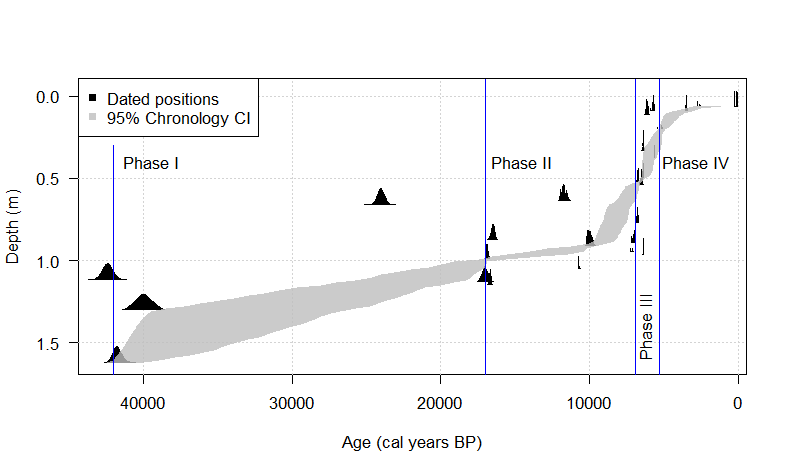 Dated positions
95% Chronology CI
Phase I
Phase II
Phase III
Phase IV
Depth (m)
0.0
0.5
1.0
1.5
40000
30000
20000
10000
0
Age (cal years BP)